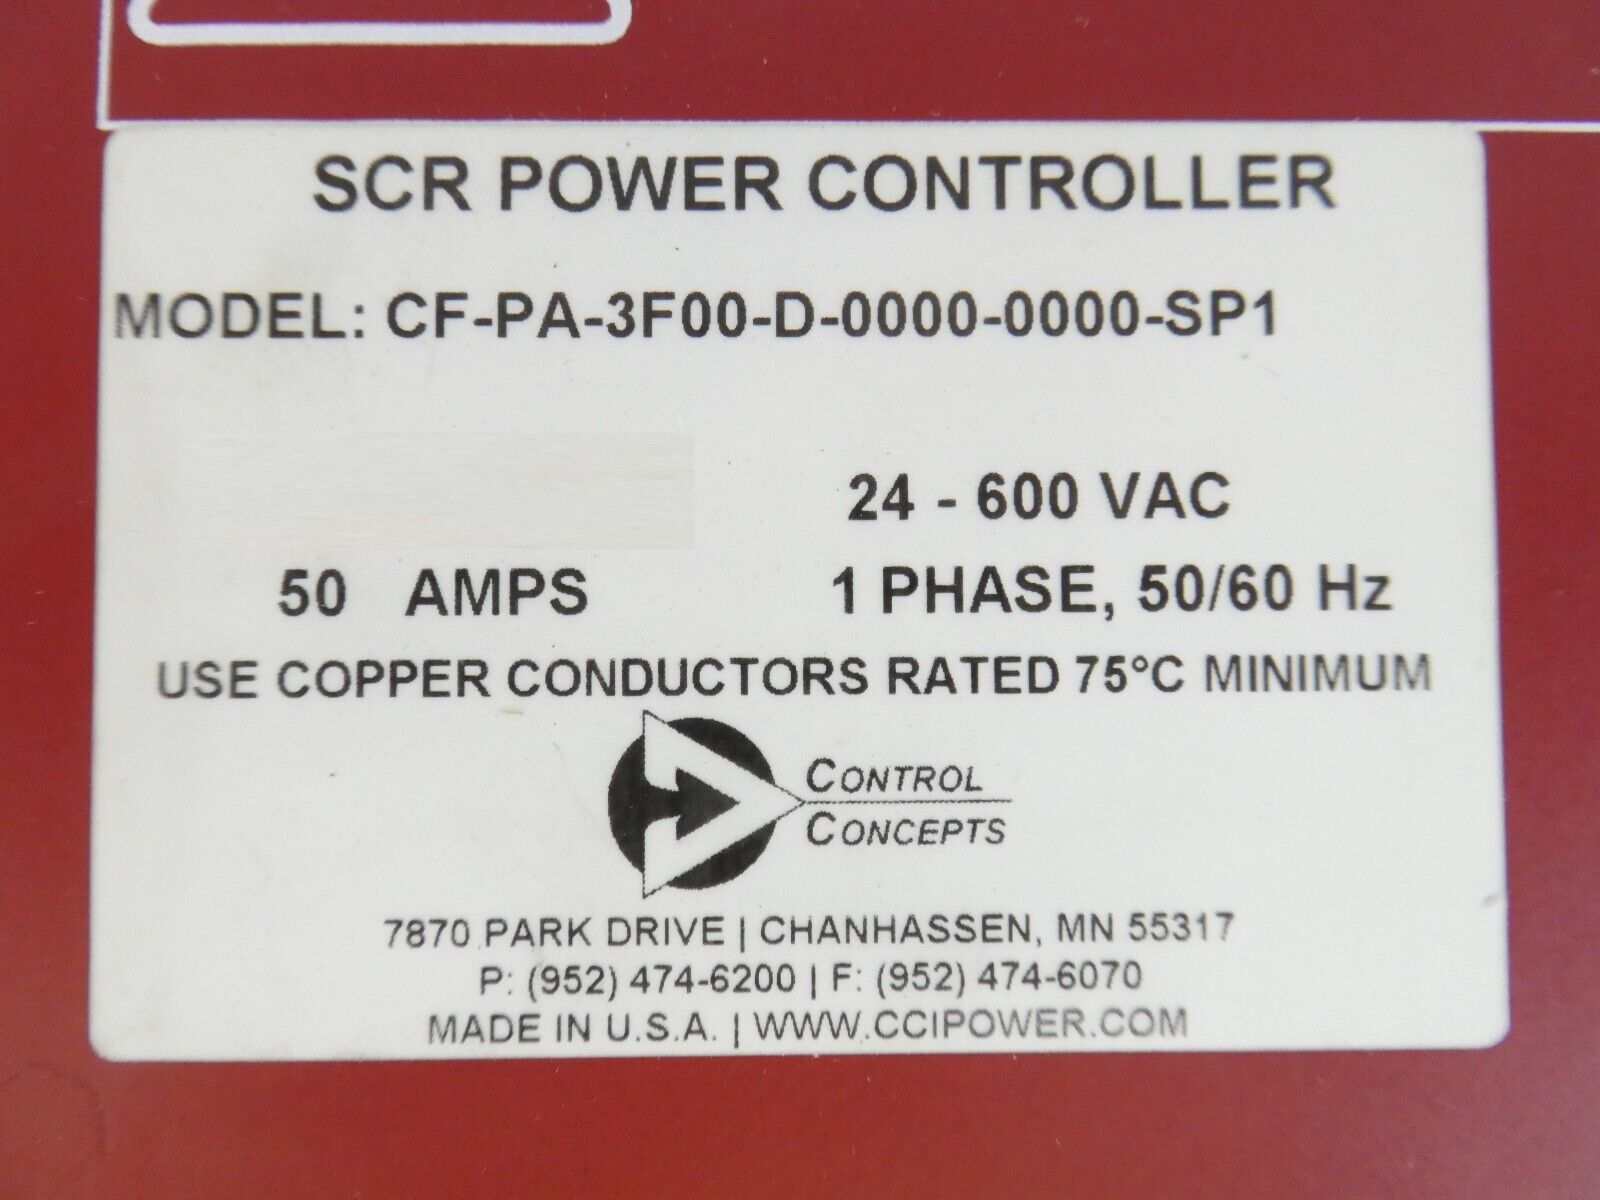 SCR POWER CONTROLLER
MODEL: CF-PA-3F00-D-0000-0000-SP1
24 - 600 VAC
50 AMPS 1 PHASE, 50/60 Hz
USE COPPER CONDUCTORS RATED 75°C MINIMUM
CONTROL
CONCEPTS
7870 PARK DRIVE | CHANHASSEN, MN 55317
P: (952) 474-6200 | F: (952) 474-6070
MADE IN U.S.A. | WWW.CCIPOWER.COM